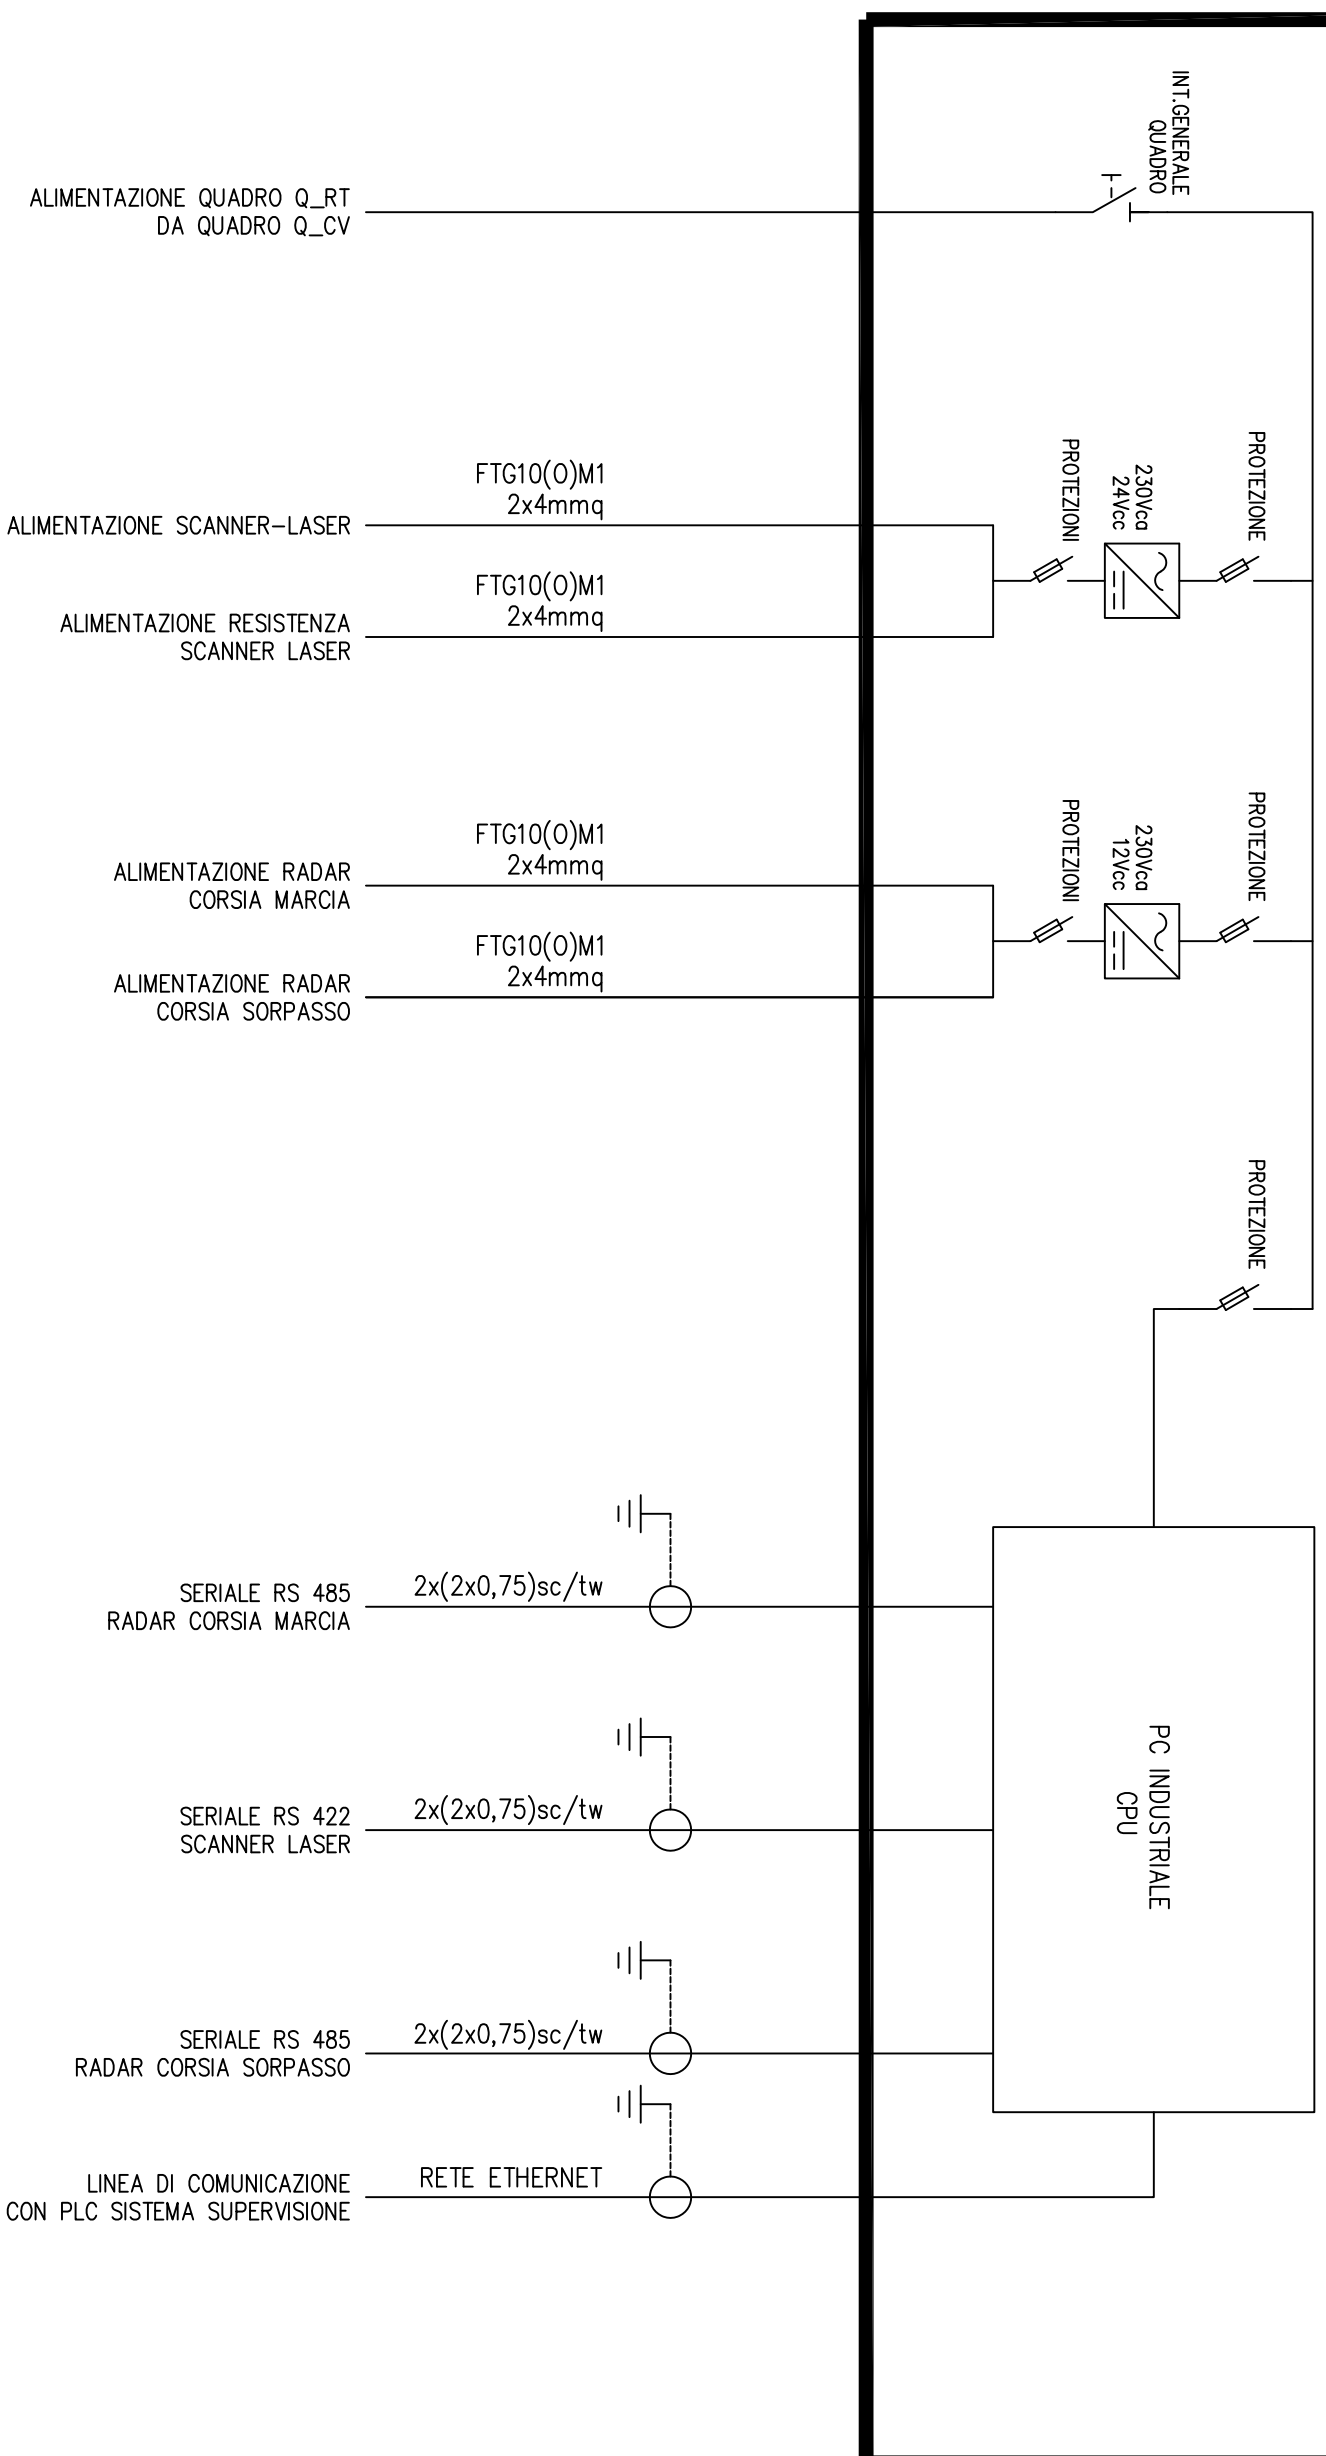 INT.GENERALE
QUADRO
ALIMENTAZIONE QUADRO Q_RT
DA QUADRO Q_CV
PROTEZIONE
230Vca
24Vcc
PROTEZIONI
FTG10(O)M1
2x4mmq
ALIMENTAZIONE SCANNER-LASER
FTG10(O)M1
2x4mmq
ALIMENTAZIONE RESISTENZA
SCANNER LASER
PROTEZIONE
230Vca
12Vcc
PROTEZIONI
FTG10(O)M1
2x4mmq
ALIMENTAZIONE RADAR
CORSIA MARCIA
FTG10(O)M1
2x4mmq
ALIMENTAZIONE RADAR
CORSIA SORPASSO
PROTEZIONE
2x(2x0,75)sc/tw
SERIALE RS 485
RADAR CORSIA MARCIA
PC INDUSTRIALE
CPU
2x(2x0,75)sc/tw
SERIALE RS 422
SCANNER LASER
2x(2x0,75)sc/tw
SERIALE RS 485
RADAR CORSIA SORPASSO
RETE ETHERNET
LINEA DI COMUNICAZIONE
CON PLC SISTEMA SUPERVISIONE